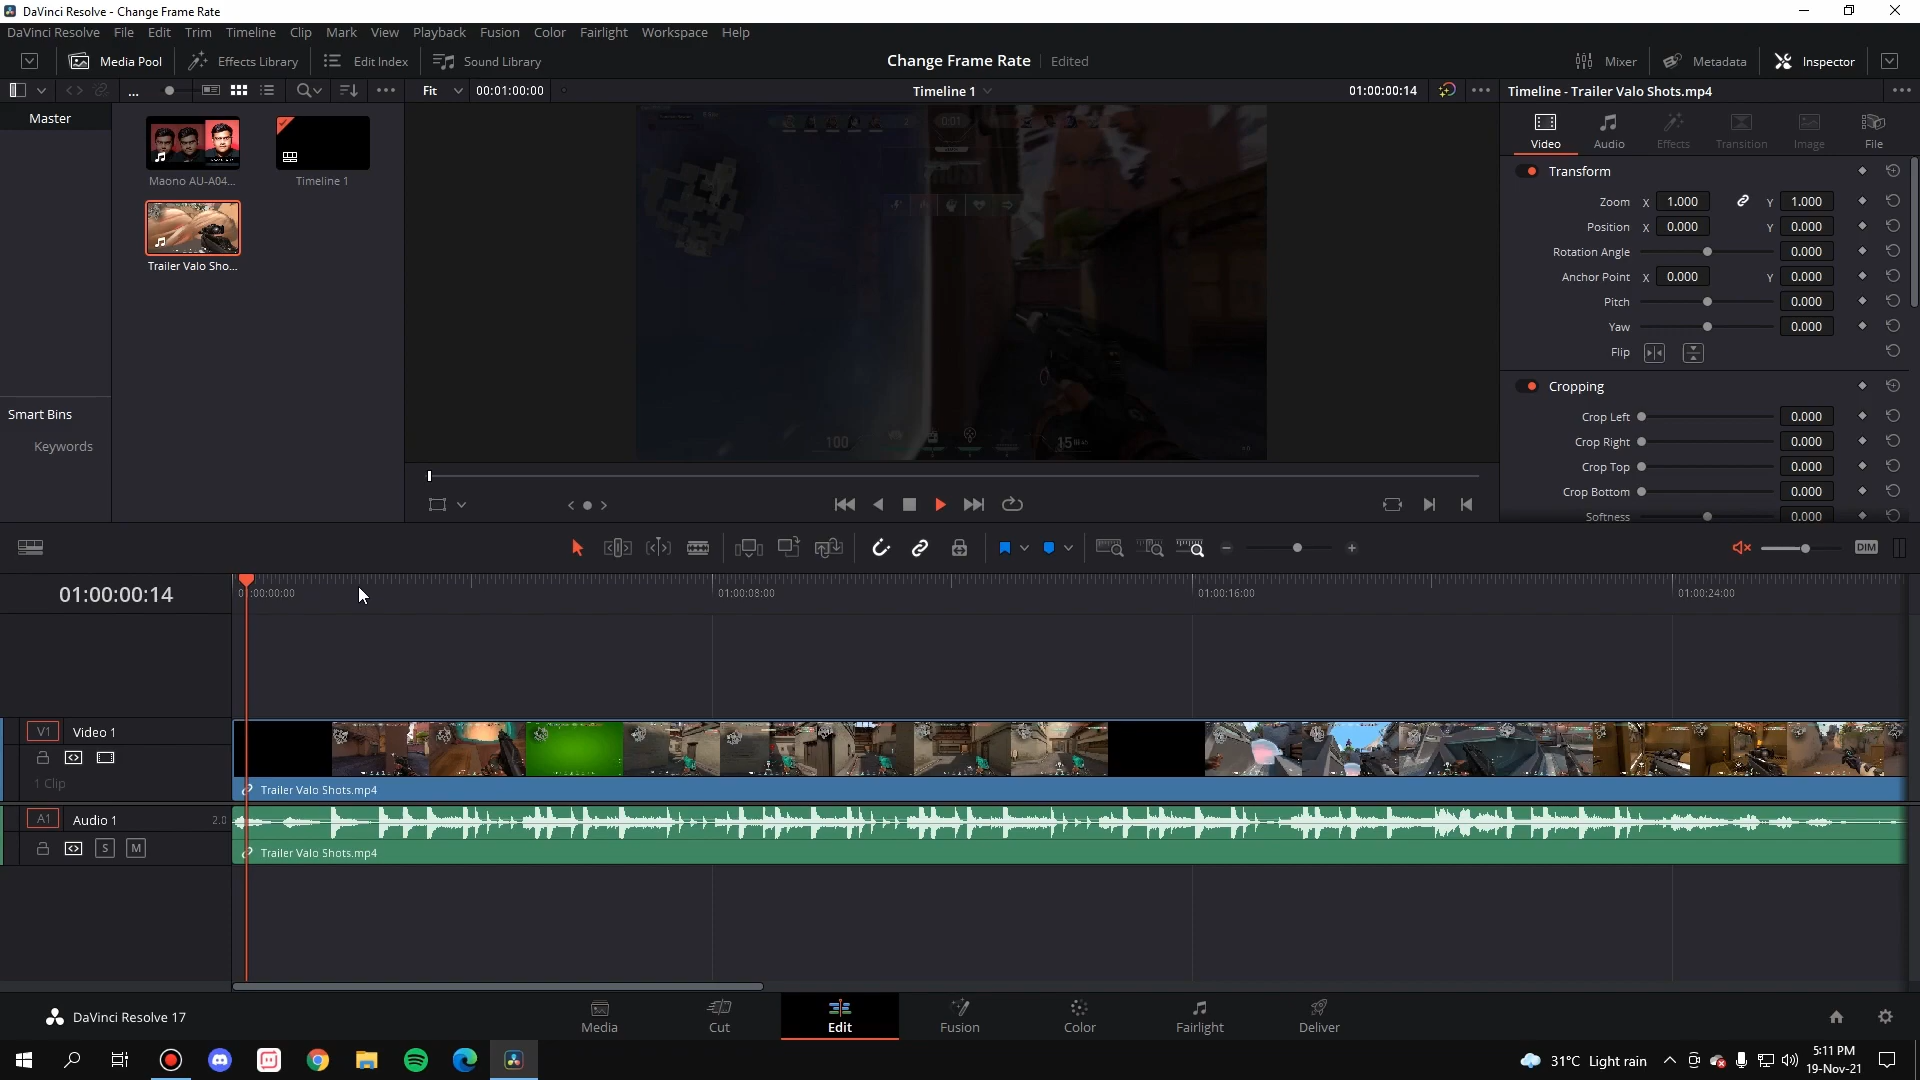 DaVinci Resolve - Change Frame Rate
DaVinci Resolve File Edit Trim Timeline Clip Mark View Playback Fusion Color Fairlight Workspace Help
Media Pool Effects Library Edit Index Sound Library Change Frame Rate Edited Mixer Metadata Inspector
... Fit 00:01:00:00 Timeline 1 01:00:00:14 Timeline - Trailer Valo Shots.mp4
Master
Maono AU-A04...
Timeline 1
Trailer Valo Sho...
Smart Bins
Keywords
2 0:01
100 15
Video Audio Effects Transition Image File
Transform
Zoom X 1.000 Y 1.000
Position X 0.000 Y 0.000
Rotation Angle 0.000
Anchor Point X 0.000 Y 0.000
Pitch 0.000
Yaw 0.000
Flip
Cropping
Crop Left 0.000
Crop Right 0.000
Crop Top 0.000
Crop Bottom 0.000
Softness 0.000
DIM
01:00:00:14
01:00:00:00 01:00:08:00 01:00:16:00 01:00:24:00
V1 Video 1
1 Clip
Trailer Valo Shots.mp4
A1 Audio 1 2.0
S M
Trailer Valo Shots.mp4
DaVinci Resolve 17
Media Cut Edit Fusion Color Fairlight Deliver
31°C Light rain
5:11 PM
19-Nov-21